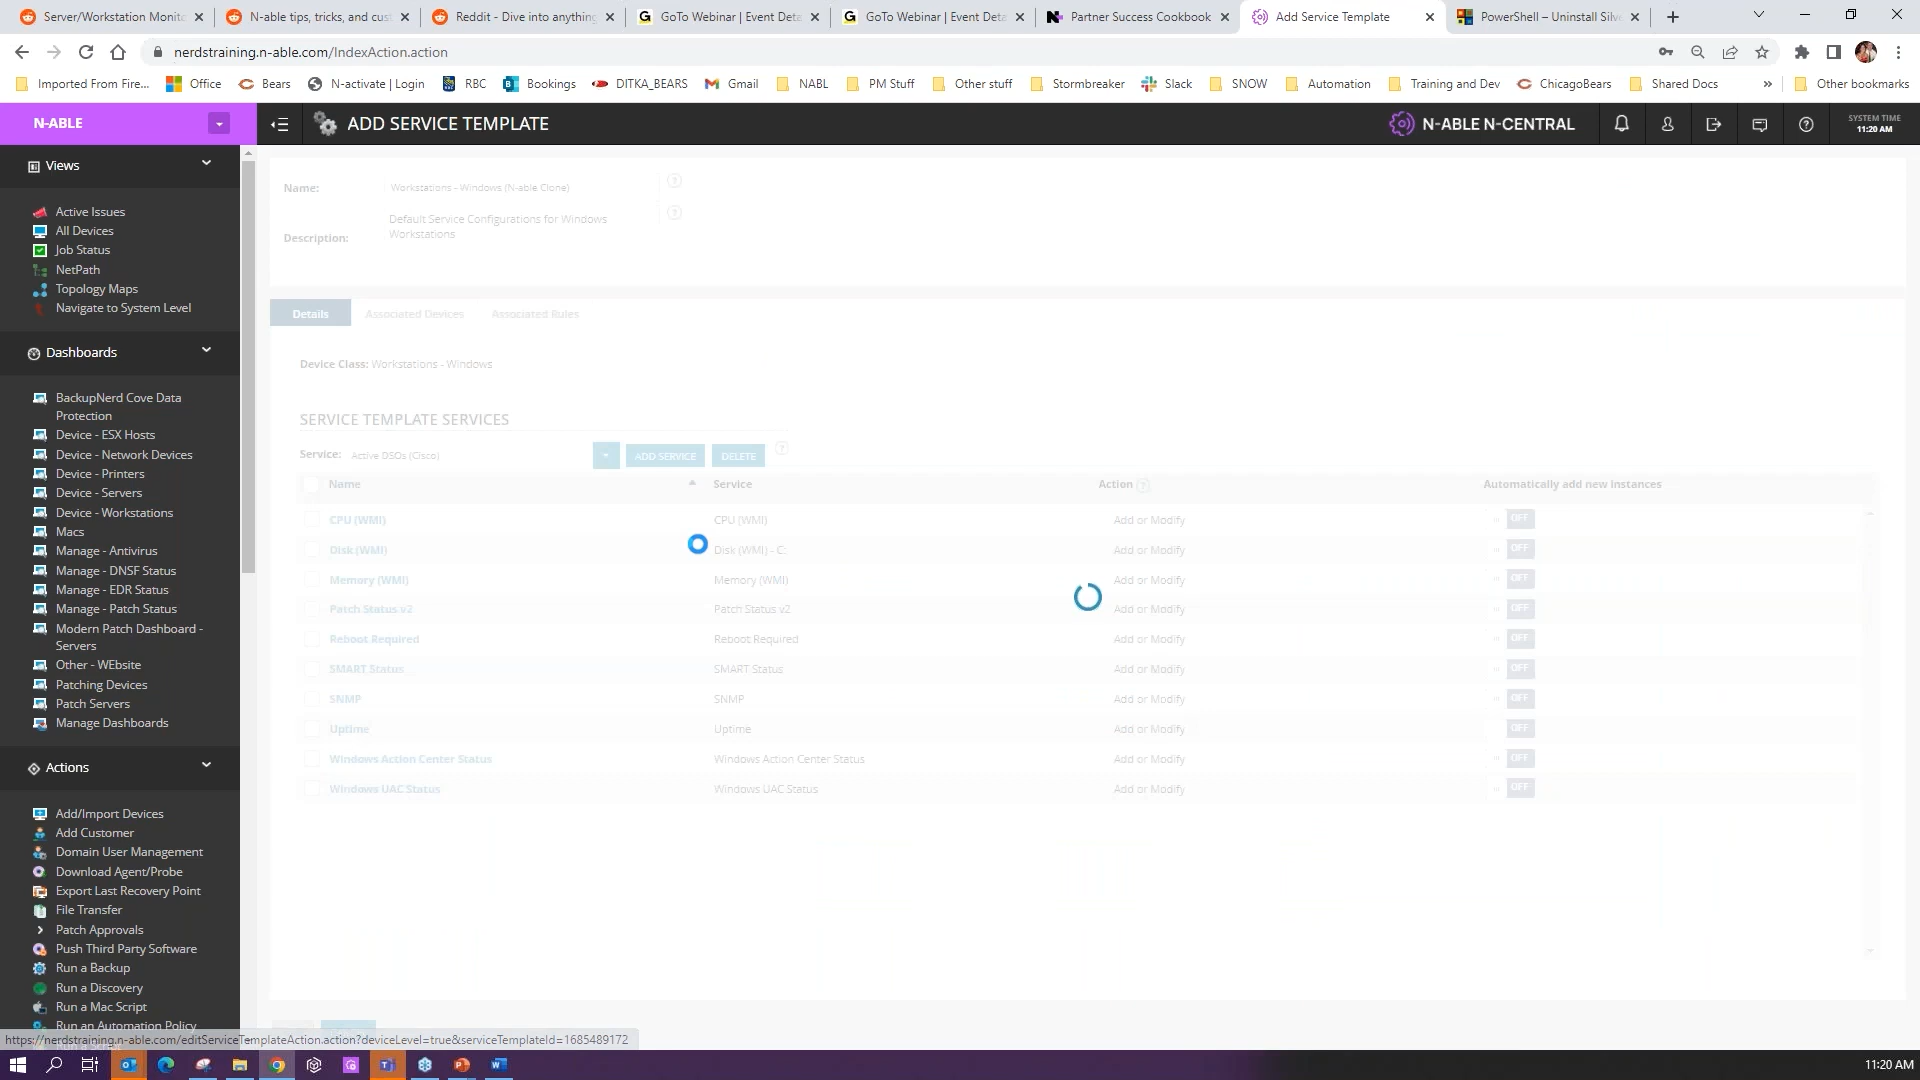 Server/Workstation Monito
N-able tips, tricks, and cus
Reddit - Dive into anything
GoTo Webinar | Event Deta
GoTo Webinar | Event Deta
Partner Success Cookbook
Add Service Template
PowerShell – Uninstall Silve
nerdstraining.n-able.com/IndexAction.action
Imported From Fire...
Office
Bears
N-activate | Login
RBC
Bookings
DITKA_BEARS
Gmail
NABL
PM Stuff
Other stuff
Stormbreaker
Slack
SNOW
Automation
Training and Dev
ChicagoBears
Shared Docs
»
Other bookmarks
N-ABLE
ADD SERVICE TEMPLATE
N-ABLE N-CENTRAL
SYSTEM TIME
11:20 AM
Views
Active Issues
All Devices
Job Status
NetPath
Topology Maps
Navigate to System Level
Dashboards
BackupNerd Cove Data
Protection
Device - ESX Hosts
Device - Network Devices
Device - Printers
Device - Servers
Device - Workstations
Macs
Manage - Antivirus
Manage - DNSF Status
Manage - EDR Status
Manage - Patch Status
Modern Patch Dashboard -
Servers
Other - WEbsite
Patching Devices
Patch Servers
Manage Dashboards
Actions
Add/Import Devices
Add Customer
Domain User Management
Download Agent/Probe
Export Last Recovery Point
File Transfer
Patch Approvals
Push Third Party Software
Run a Backup
Run a Discovery
Run a Mac Script
Run an Automation Policy
Name: Workstations - Windows (N-able Clone)
Description: Default Service Configurations for Windows
Workstations
Details
Associated Devices
Associated Rules
Device Class: Workstations - Windows
SERVICE TEMPLATE SERVICES
Service: Active DSOs (Cisco)
ADD SERVICE
DELETE
Name Service Action Automatically add new Instances
CPU (WMI) CPU (WMI) Add or Modify OFF
Disk (WMI) Disk (WMI) - C: Add or Modify OFF
Memory (WMI) Memory (WMI) Add or Modify OFF
Patch Status v2 Patch Status v2 Add or Modify OFF
Reboot Required Reboot Required Add or Modify OFF
SMART Status SMART Status Add or Modify OFF
SNMP SNMP Add or Modify OFF
Uptime Uptime Add or Modify OFF
Windows Action Center Status Windows Action Center Status Add or Modify OFF
Windows UAC Status Windows UAC Status Add or Modify OFF
https://nerdstraining.n-able.com/editServiceTemplateAction.action?deviceLevel=true&serviceTemplateId=1685489172
11:20 AM